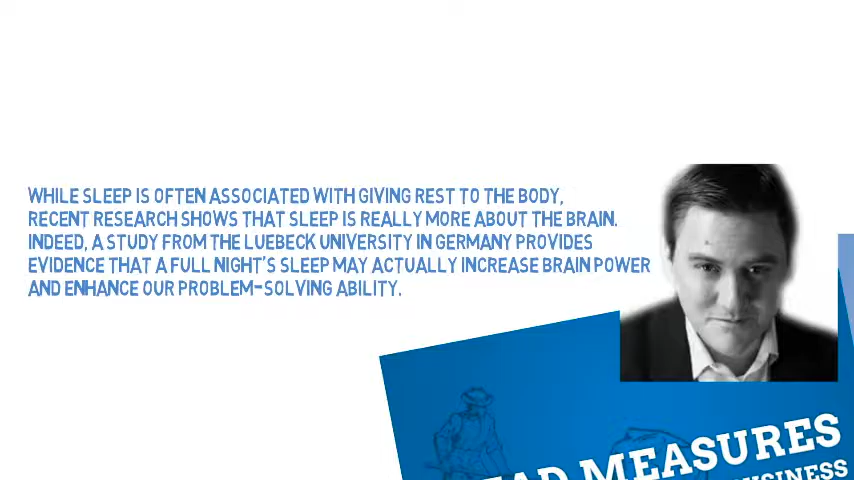 WHILE SLEEP IS OFTEN ASSOCIATED WITH GIVING REST TO THE BODY,
RECENT RESEARCH SHOWS THAT SLEEP IS REALLY MORE ABOUT THE BRAIN.
INDEED, A STUDY FROM THE LUEBECK UNIVERSITY IN GERMANY PROVIDES
EVIDENCE THAT A FULL NIGHT'S SLEEP MAY ACTUALLY INCREASE BRAIN POWER
AND ENHANCE OUR PROBLEM-SOLVING ABILITY.
MEASURES